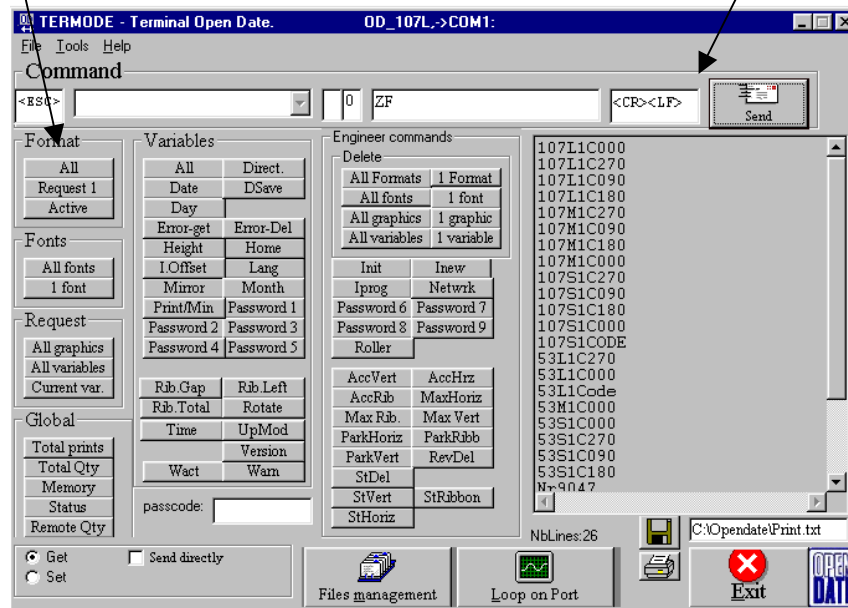 TERMODE - Terminal Open Date. OD_107L,->COM1:
File Tools Help
Command
<ESC> 0 ZF <CR><LF> Send
Format
All
Request 1
Active
Fonts
All fonts
1 font
Request
All graphics
All variables
Current var.
Global
Total prints
Total Qty
Memory
Status
Remote Qty
Variables
All Direct.
Date DSave
Day
Error-get Error-Del
Height Home
I.Offset Lang
Mirror Month
Print/Min Password 1
Password 2 Password 3
Password 4 Password 5
Rib.Gap Rib.Left
Rib.Total Rotate
Time UpMod
Version
Wact Warn
passcode:
Engineer commands
Delete
All Formats 1 Format
All fonts 1 font
All graphics 1 graphic
All variables 1 variable
Init Inew
Iprog Netwrk
Password 6 Password 7
Password 8 Password 9
Roller
AccVert AccHrz
AccRib MaxHoriz
Max Rib. Max Vert
ParkHoriz ParkRibb
ParkVert RevDel
StDel
StVert StRibbon
StHoriz
107L1C000
107L1C270
107L1C090
107L1C180
107M1C270
107M1C090
107M1C180
107M1C000
107S1C270
107S1C090
107S1C180
107S1C000
107S1CODE
53L1C270
53L1C000
53L1Code
53M1C000
53S1C000
53S1C270
53S1C090
53S1C180
Nr9047
NbLines:26 C:\Opendate\Print.txt
Get Send directly
Set
Files management Loop on Port Exit
OPEN
DATE